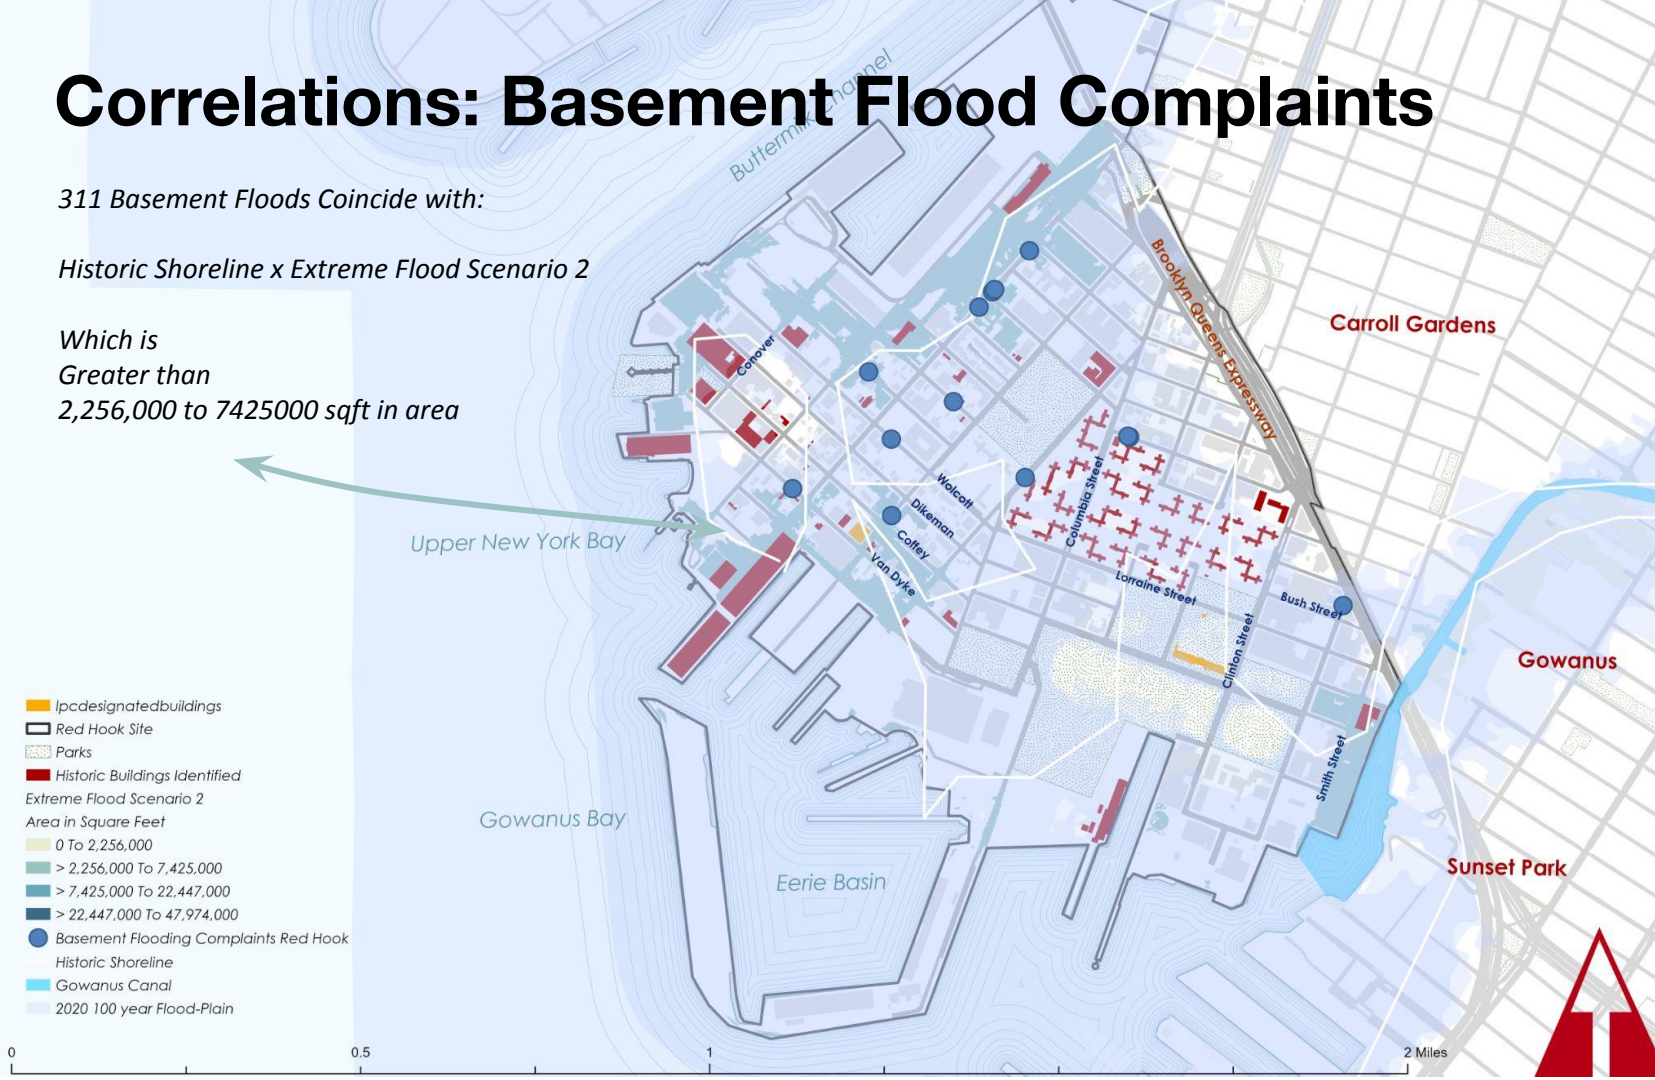 Correlations: Basement Flood Complaints
311 Basement Floods Coincide with:
Historic Shoreline x Extreme Flood Scenario 2
Which is
Greater than
2,256,000 to 7425000 sqft in area
Buttermilk Channel
Brooklyn Queens Expressway
Carroll Gardens
Conover
Wolcott
Dikeman
Coffey
Van Dyke
Columbia Street
Lorraine Street
Clinton Street
Bush Street
Smith Street
Upper New York Bay
Gowanus
Gowanus Bay
Eerie Basin
Sunset Park
lpcdesignatedbuildings
Red Hook Site
Parks
Historic Buildings Identified
Extreme Flood Scenario 2
Area in Square Feet
0 To 2,256,000
> 2,256,000 To 7,425,000
> 7,425,000 To 22,447,000
> 22,447,000 To 47,974,000
Basement Flooding Complaints Red Hook
Historic Shoreline
Gowanus Canal
2020 100 year Flood-Plain
0 0.5 1 2 Miles